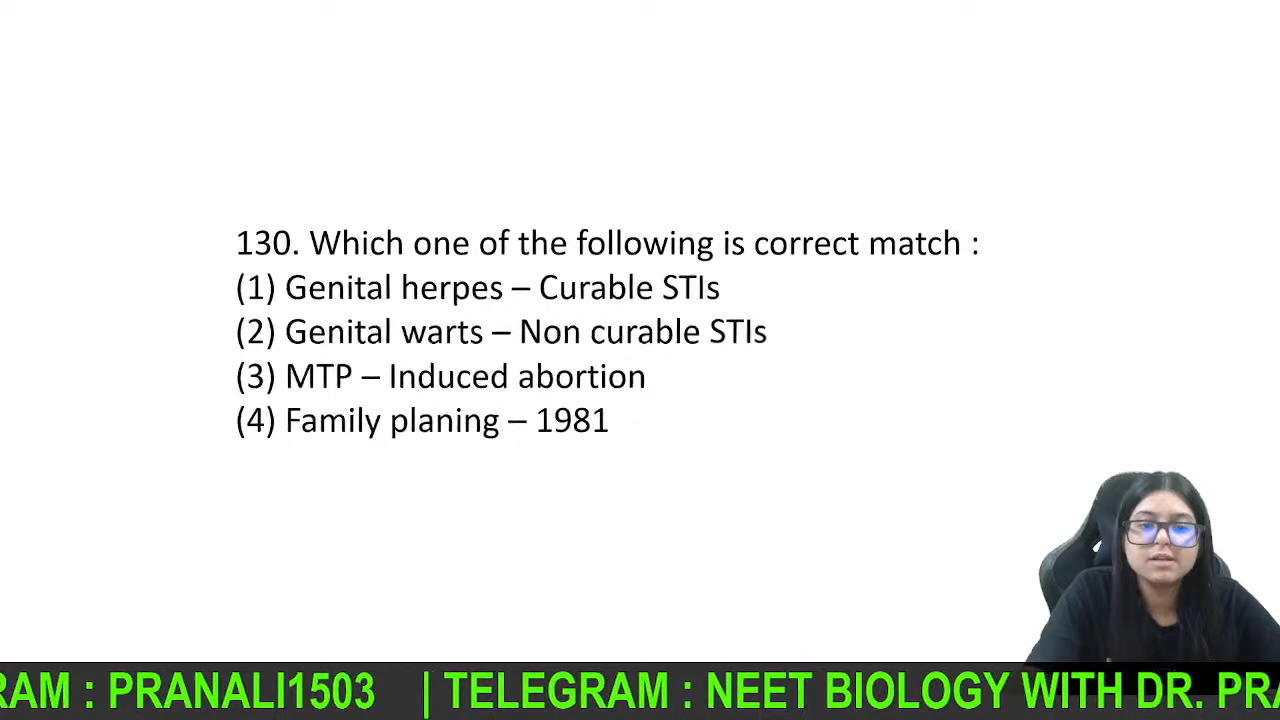 130. Which one of the following is correct match :
(1) Genital herpes – Curable STIs
(2) Genital warts – Non curable STIs
(3) MTP – Induced abortion
(4) Family planing – 1981
RAM : PRANALI1503 | TELEGRAM : NEET BIOLOGY WITH DR. PRA